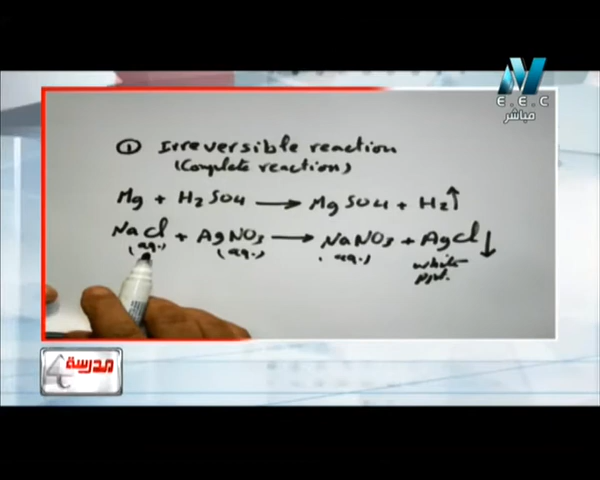 E.E.C
مباشر
① Irreversible reaction
(Complete reaction)
Mg + H₂SO₄ → MgSO₄ + H₂↑
NaCl + AgNO₃ → NaNO₃ + AgCl↓
(aq.) (aq.) (aq.) white
ppt.
مدرسة